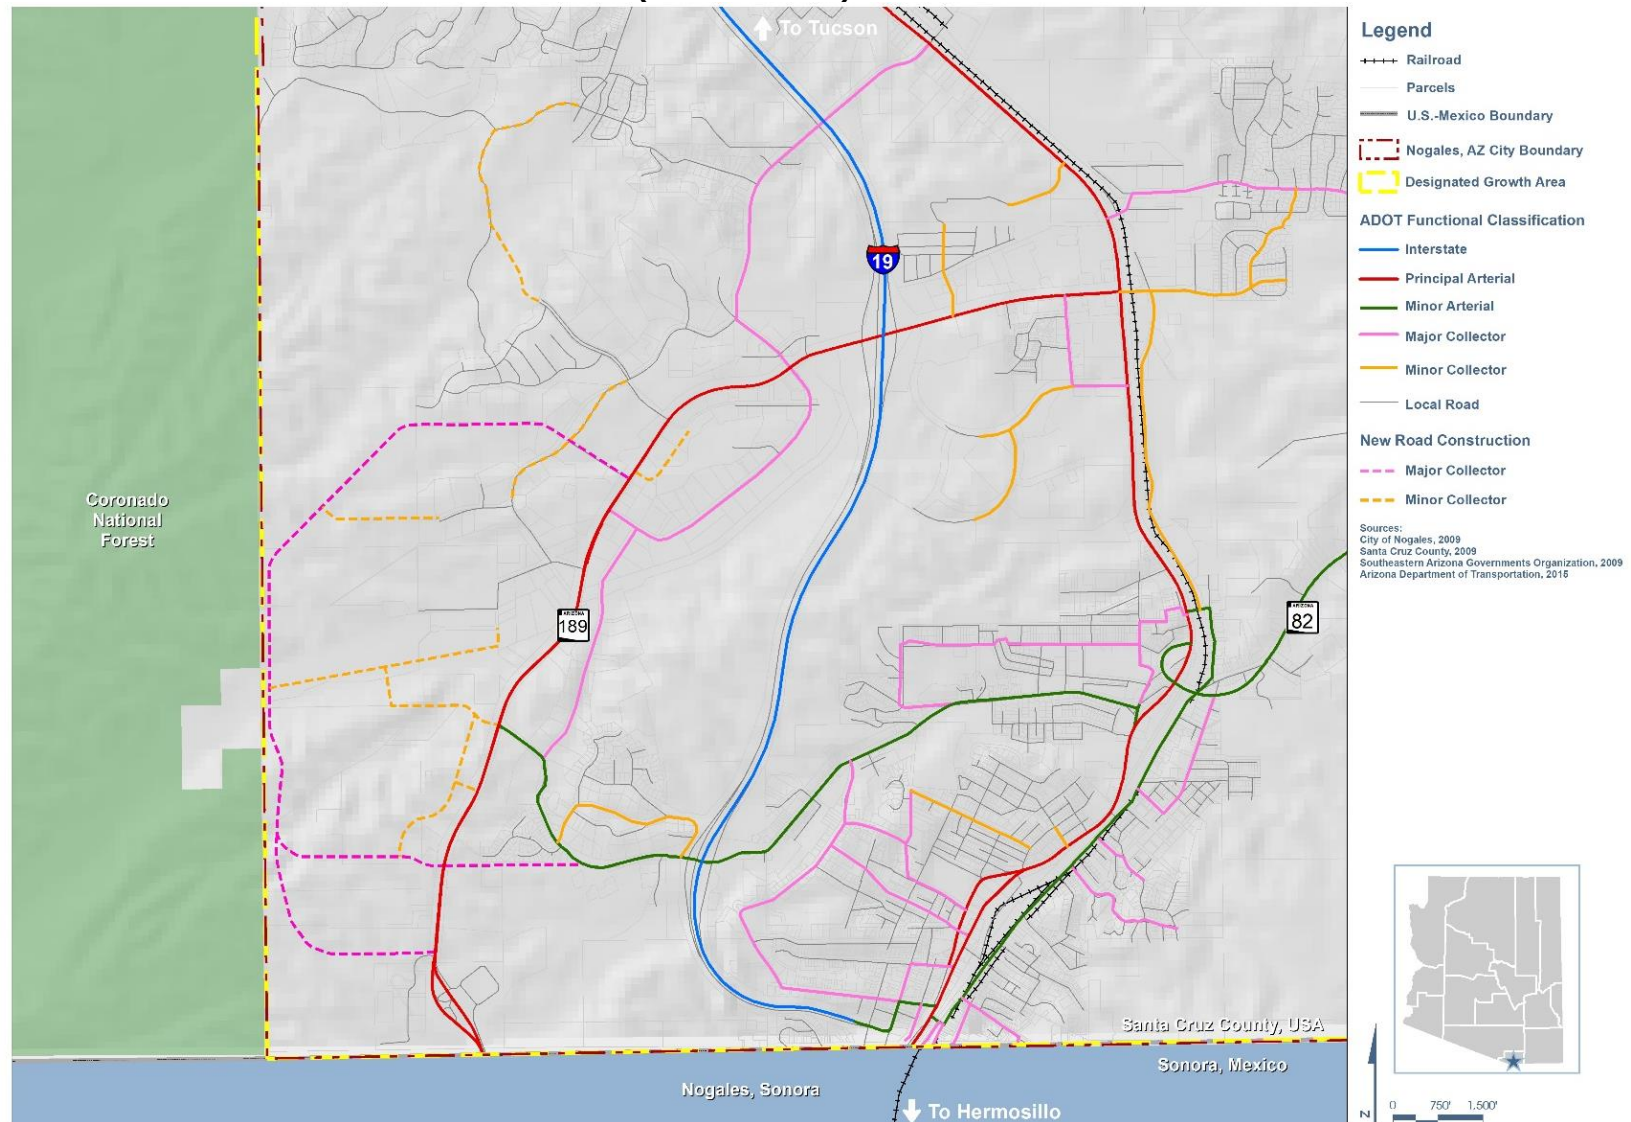 To Tucson
19
Coronado
National
Forest
ARIZONA
189
ARIZONA
82
Santa Cruz County, USA
Sonora, Mexico
Nogales, Sonora
To Hermosillo
Legend
Railroad
Parcels
U.S.-Mexico Boundary
Nogales, AZ City Boundary
Designated Growth Area
ADOT Functional Classification
Interstate
Principal Arterial
Minor Arterial
Major Collector
Minor Collector
Local Road
New Road Construction
Major Collector
Minor Collector
Sources:
City of Nogales, 2009
Santa Cruz County, 2009
Southeastern Arizona Governments Organization, 2009
Arizona Department of Transportation, 2015
N
0 750' 1,500'